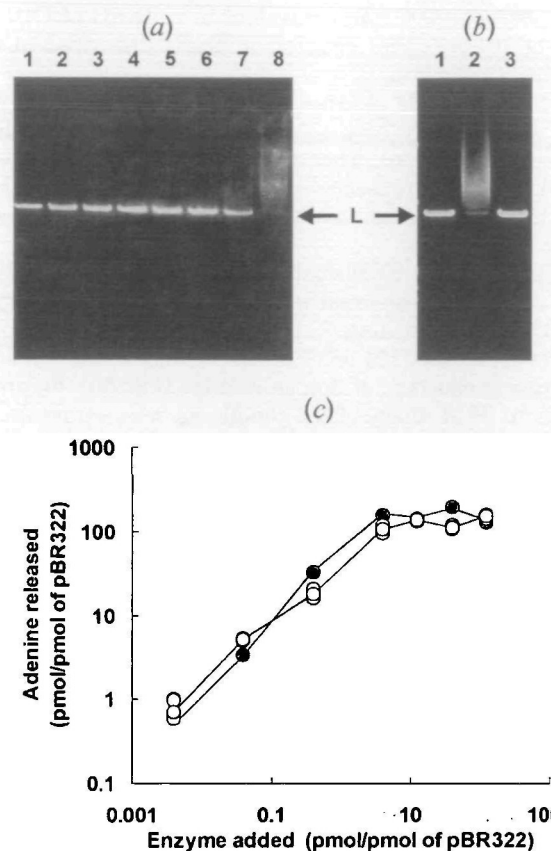 (a) (b)
1 2 3 4 5 6 7 8 1 2 3
L
(c)
1000
100
10
1
0.1
Adenine released
(pmol/pmol of pBR322)
0.001 0.1 10
Enzyme added (pmol/pmol of pBR322)